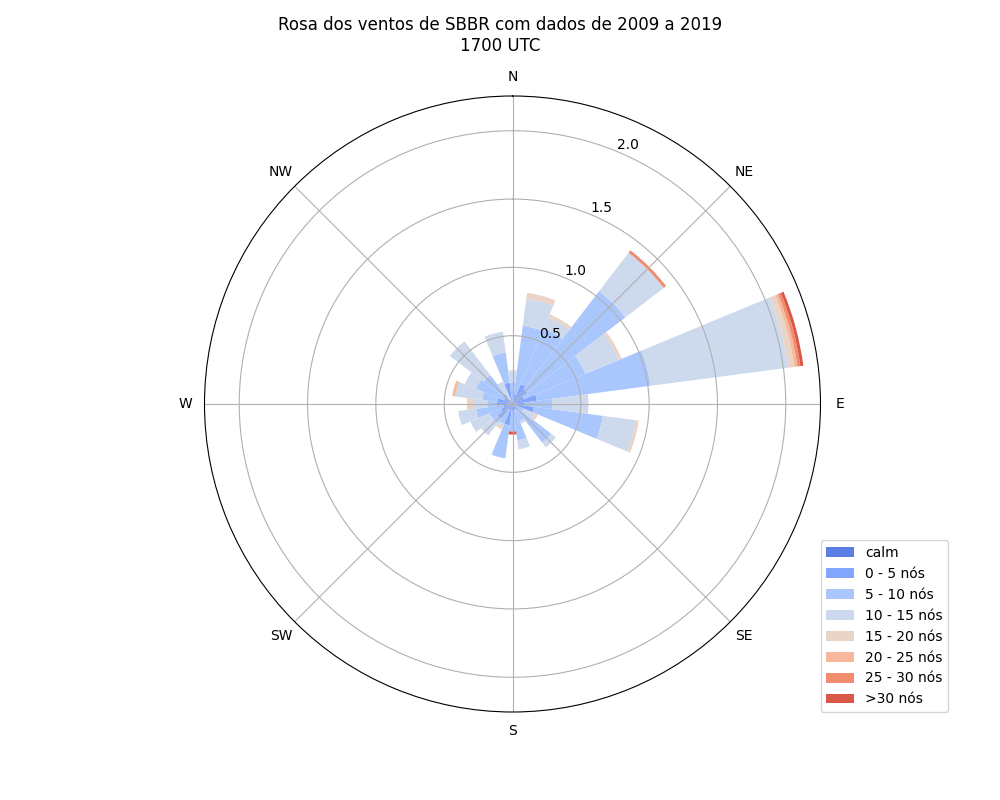 Rosa dos ventos de SBBR com dados de 2009 a 2019
1700 UTC
N
NW
NE
2.0
1.5
1.0
0.5
W
E
SW
SE
S
calm
0 - 5 nós
5 - 10 nós
10 - 15 nós
15 - 20 nós
20 - 25 nós
25 - 30 nós
>30 nós